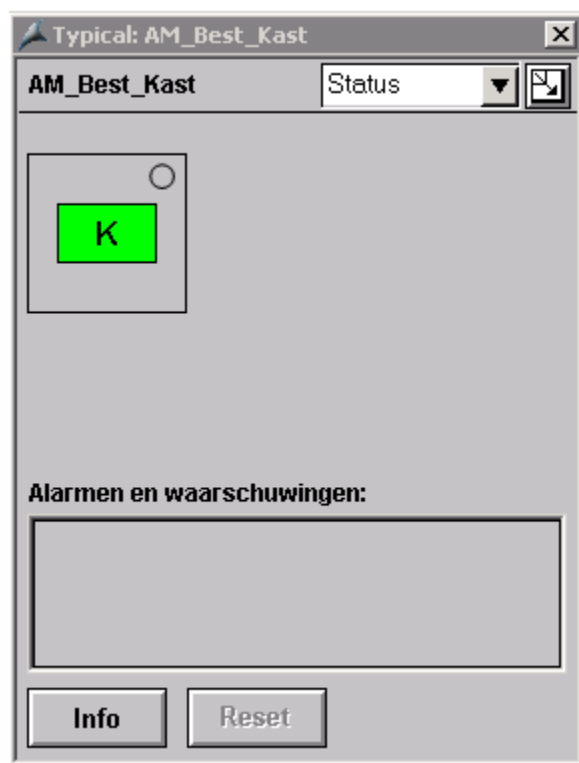 Typical: AM_Best_Kast
AM_Best_Kast Status
K
Alarmen en waarschuwingen:
Info Reset